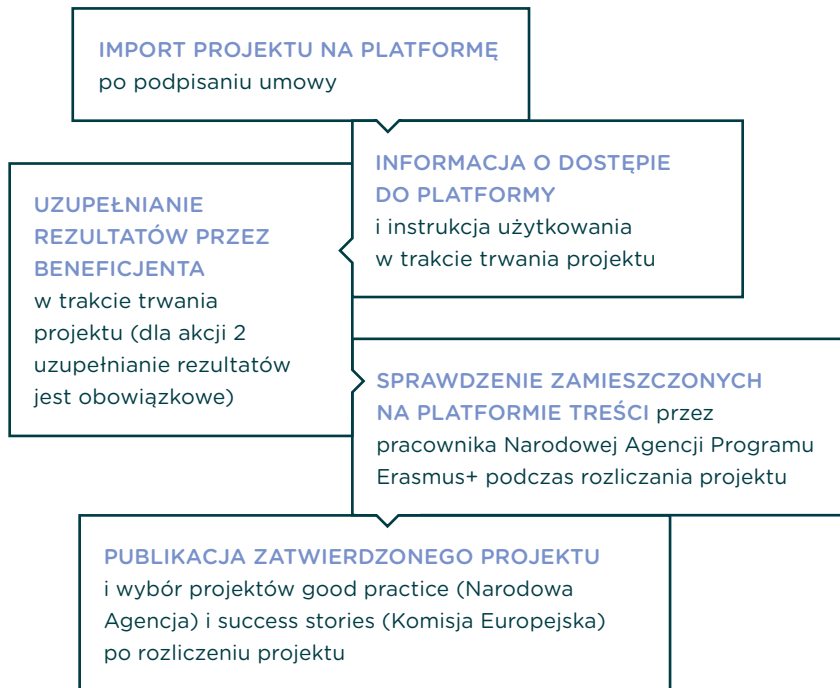 IMPORT PROJEKTU NA PLATFORMĘ
po podpisaniu umowy
INFORMACJA O DOSTĘPIE
DO PLATFORMY
i instrukcja użytkowania
w trakcie trwania projektu
UZUPEŁNIANIE
REZULTATÓW PRZEZ
BENEFICJENTA
w trakcie trwania
projektu (dla akcji 2
uzupełnianie rezultatów
jest obowiązkowe)
SPRAWDZENIE ZAMIESZCZONYCH
NA PLATFORMIE TREŚCI przez
pracownika Narodowej Agencji Programu
Erasmus+ podczas rozliczania projektu
PUBLIKACJA ZATWIERDZONEGO PROJEKTU
i wybór projektów good practice (Narodowa
Agencja) i success stories (Komisja Europejska)
po rozliczeniu projektu